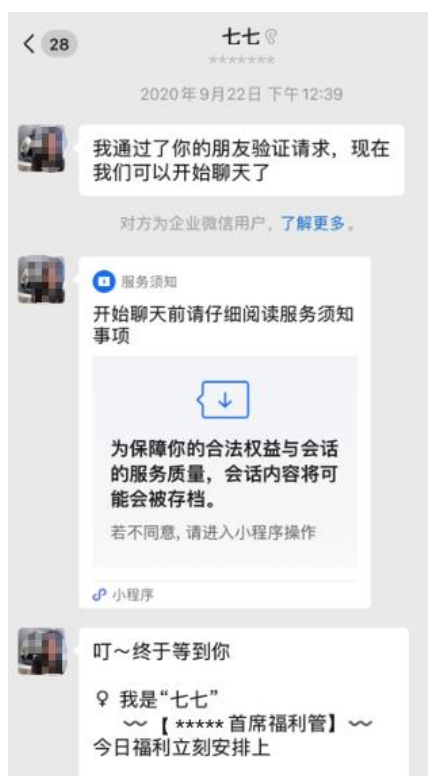 28
七七
*******
2020年9月22日 下午12:39
我通过了你的朋友验证请求，现在
我们可以开始聊天了
对方为企业微信用户，了解更多。
服务须知
开始聊天前请仔细阅读服务须知
事项
为保障你的合法权益与会话
的服务质量，会话内容将可
能会被存档。
若不同意，请进入小程序操作
小程序
叮～终于等到你
♀ 我是“七七”
〰【 ***** 首席福利管】〰
今日福利立刻安排上